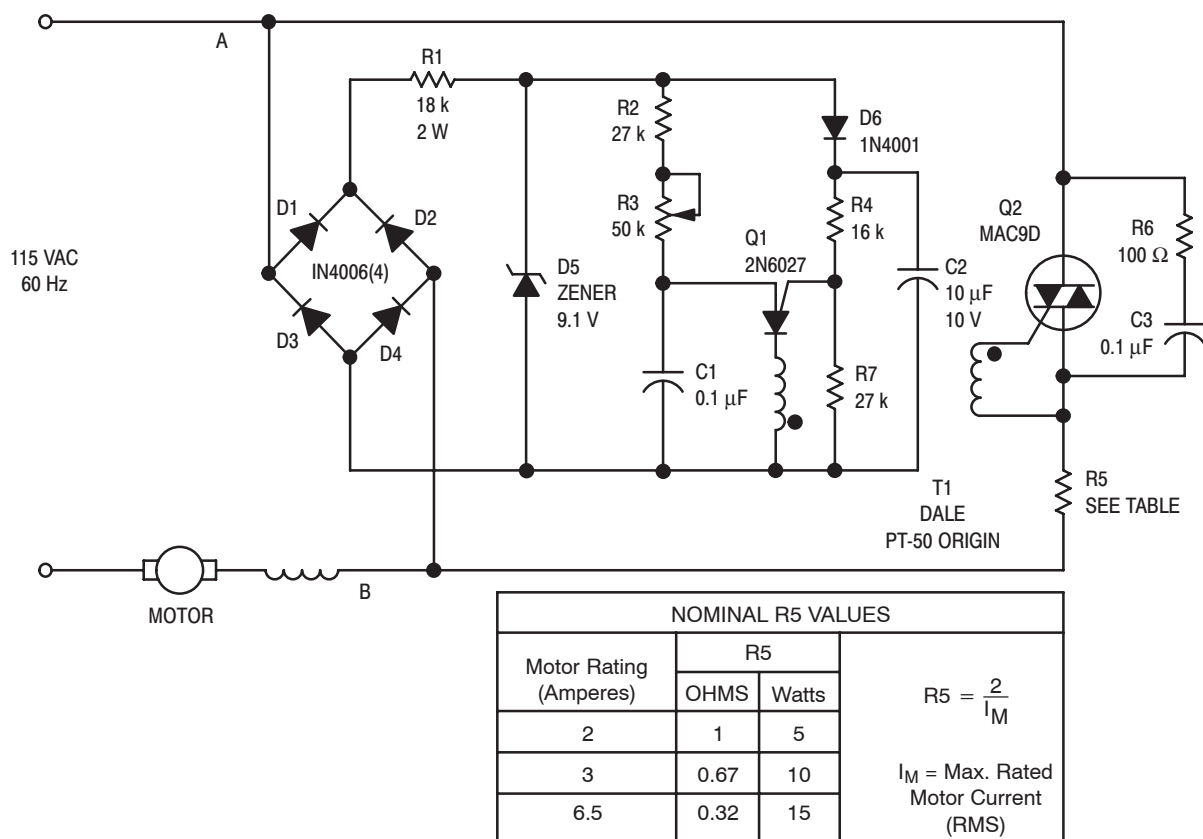 A
R1
18 k
2 W
R2
27 k
D6
1N4001
D1
D2
R3
50 k
R4
16 k
Q1
2N6027
Q2
MAC9D
R6
100 Ω
115 VAC
60 Hz
IN4006(4)
D5
ZENER
9.1 V
C2
10 μF
10 V
D3
D4
C1
0.1 μF
R7
27 k
C3
0.1 μF
T1
DALE
PT-50 ORIGIN
R5
SEE TABLE
MOTOR
B
NOMINAL R5 VALUES
Motor Rating
(Amperes)
R5
OHMS Watts
2 1 5
3 0.67 10
6.5 0.32 15
R5 = 2/IM
IM = Max. Rated
Motor Current
(RMS)